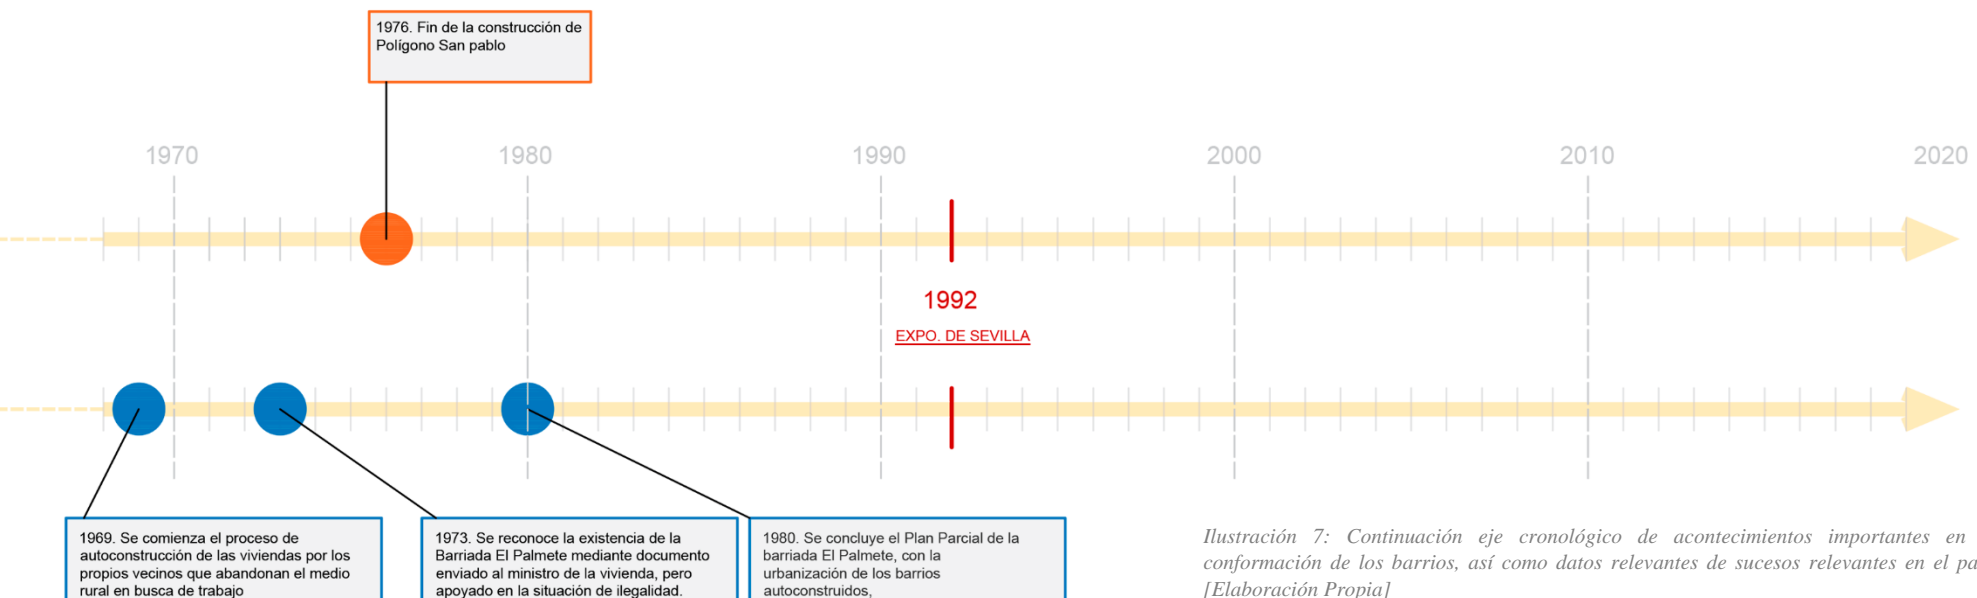 1976. Fin de la construcción de
Polígono San pablo
1970
1980
1990
2000
2010
2020
1992
EXPO. DE SEVILLA
1969. Se comienza el proceso de
autoconstrucción de las viviendas por los
propios vecinos que abandonan el medio
rural en busca de trabajo
1973. Se reconoce la existencia de la
Barriada El Palmete mediante documento
enviado al ministro de la vivienda, pero
apoyado en la situación de ilegalidad.
1980. Se concluye el Plan Parcial de la
barriada El Palmete, con la
urbanización de los barrios
autoconstruidos,
Ilustración 7: Continuación eje cronológico de acontecimientos importantes en
conformación de los barrios, así como datos relevantes de sucesos relevantes en el
[Elaboración Propia]